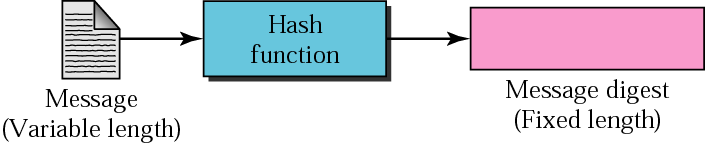 Hash
function
Message
(Variable length)
Message digest
(Fixed length)